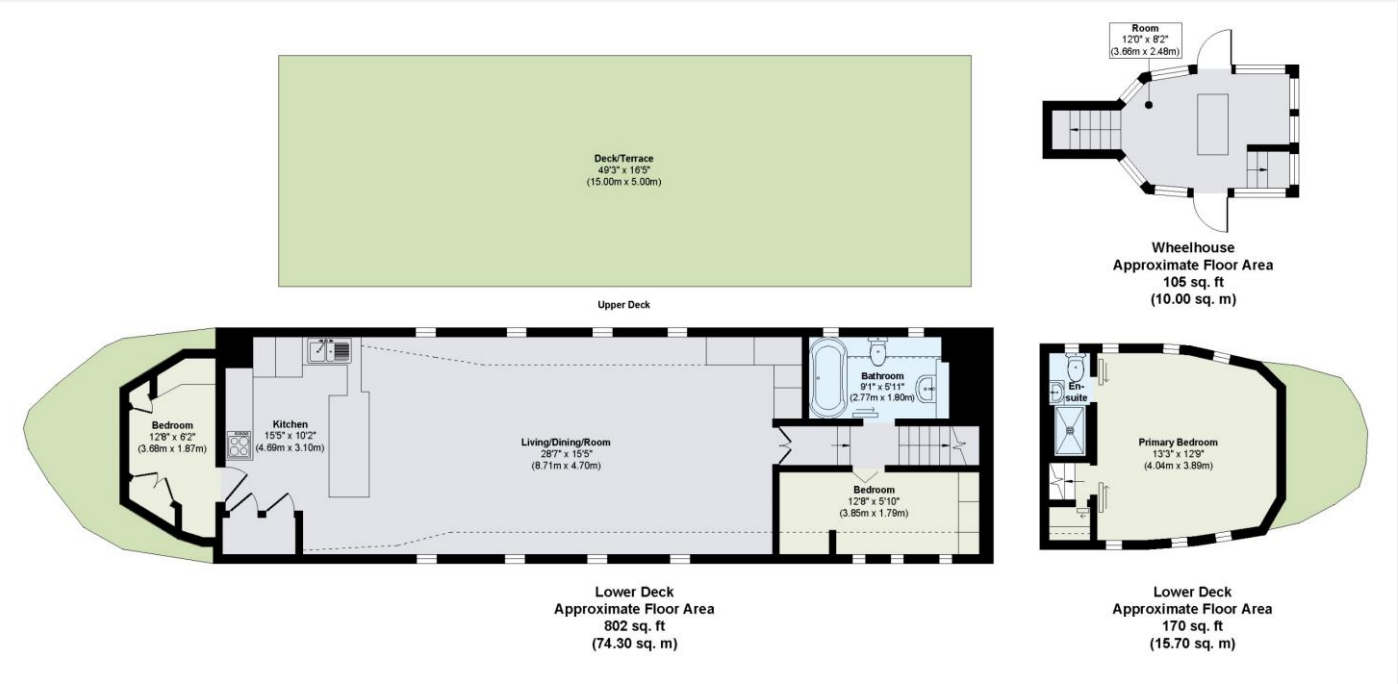 Room
12'0" x 8'2"
(3.66m x 2.48m)
Deck/Terrace
49'3" x 16'5"
(15.00m x 5.00m)
Wheelhouse
Approximate Floor Area
105 sq. ft
(10.00 sq. m)
Upper Deck
Bedroom
12'8" x 6'2"
(3.68m x 1.87m)
Kitchen
15'5" x 10'2"
(4.69m x 3.10m)
Living/Dining/Room
28'7" x 15'5"
(8.71m x 4.70m)
Bathroom
9'1" x 5'11"
(2.77m x 1.80m)
Bedroom
12'8" x 5'10"
(3.85m x 1.79m)
En-
suite
Primary Bedroom
13'3" x 12'9"
(4.04m x 3.89m)
Lower Deck
Approximate Floor Area
802 sq. ft
(74.30 sq. m)
Lower Deck
Approximate Floor Area
170 sq. ft
(15.70 sq. m)